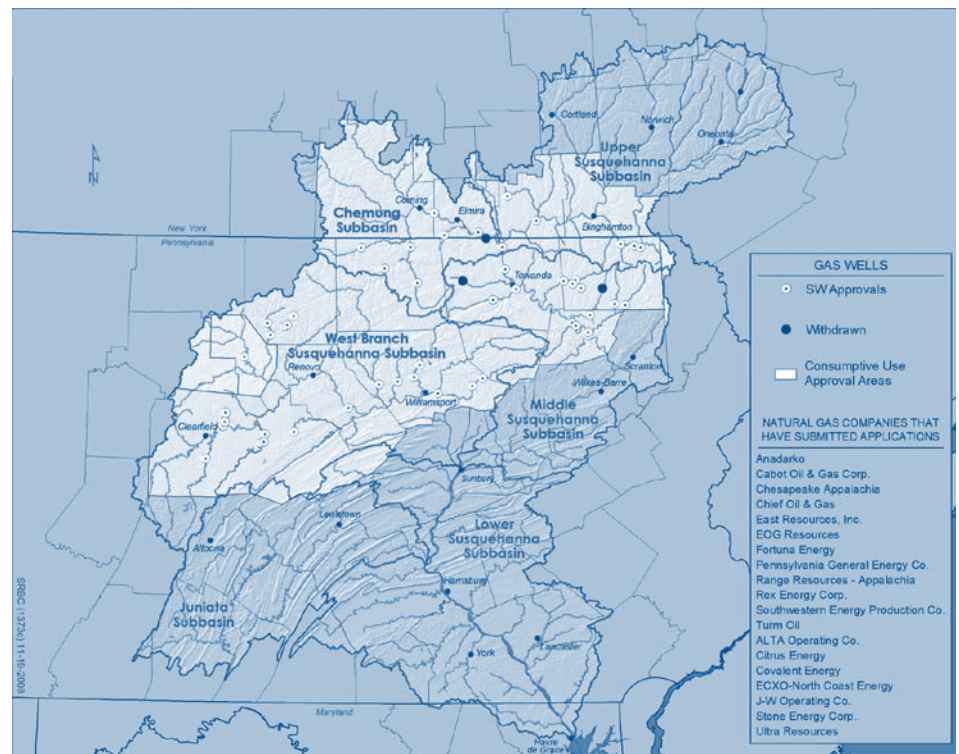 Cortland
Norwich
Oneonta
Upper
Susquehanna
Subbasin
Corning
Elmira
Chemung
Subbasin
Binghamton
New York
Pennsylvania
Towanda
West Branch
Susquehanna Subbasin
Renovo
Scranton
Wilkes-Barre
Williamsport
Middle
Susquehanna
Subbasin
Clearfield
Sunbury
Lewistown
Lower
Susquehanna
Subbasin
Altoona
Harrisburg
Juniata
Subbasin
Lancaster
York
Maryland
Havre
de Grace
N
GAS WELLS
SW Approvals
Withdrawn
Consumptive Use
Approval Areas
NATURAL GAS COMPANIES THAT
HAVE SUBMITTED APPLICATIONS
Anadarko
Cabot Oil & Gas Corp.
Chesapeake Appalachia
Chief Oil & Gas
East Resources, Inc.
EOG Resources
Fortuna Energy
Pennsylvania General Energy Co.
Range Resources - Appalachia
Rex Energy Corp.
Southwestern Energy Production Co.
Turm Oil
ALTA Operating Co.
Citrus Energy
Covalent Energy
ECXO-North Coast Energy
J-W Operating Co.
Stone Energy Corp.
Ultra Resources